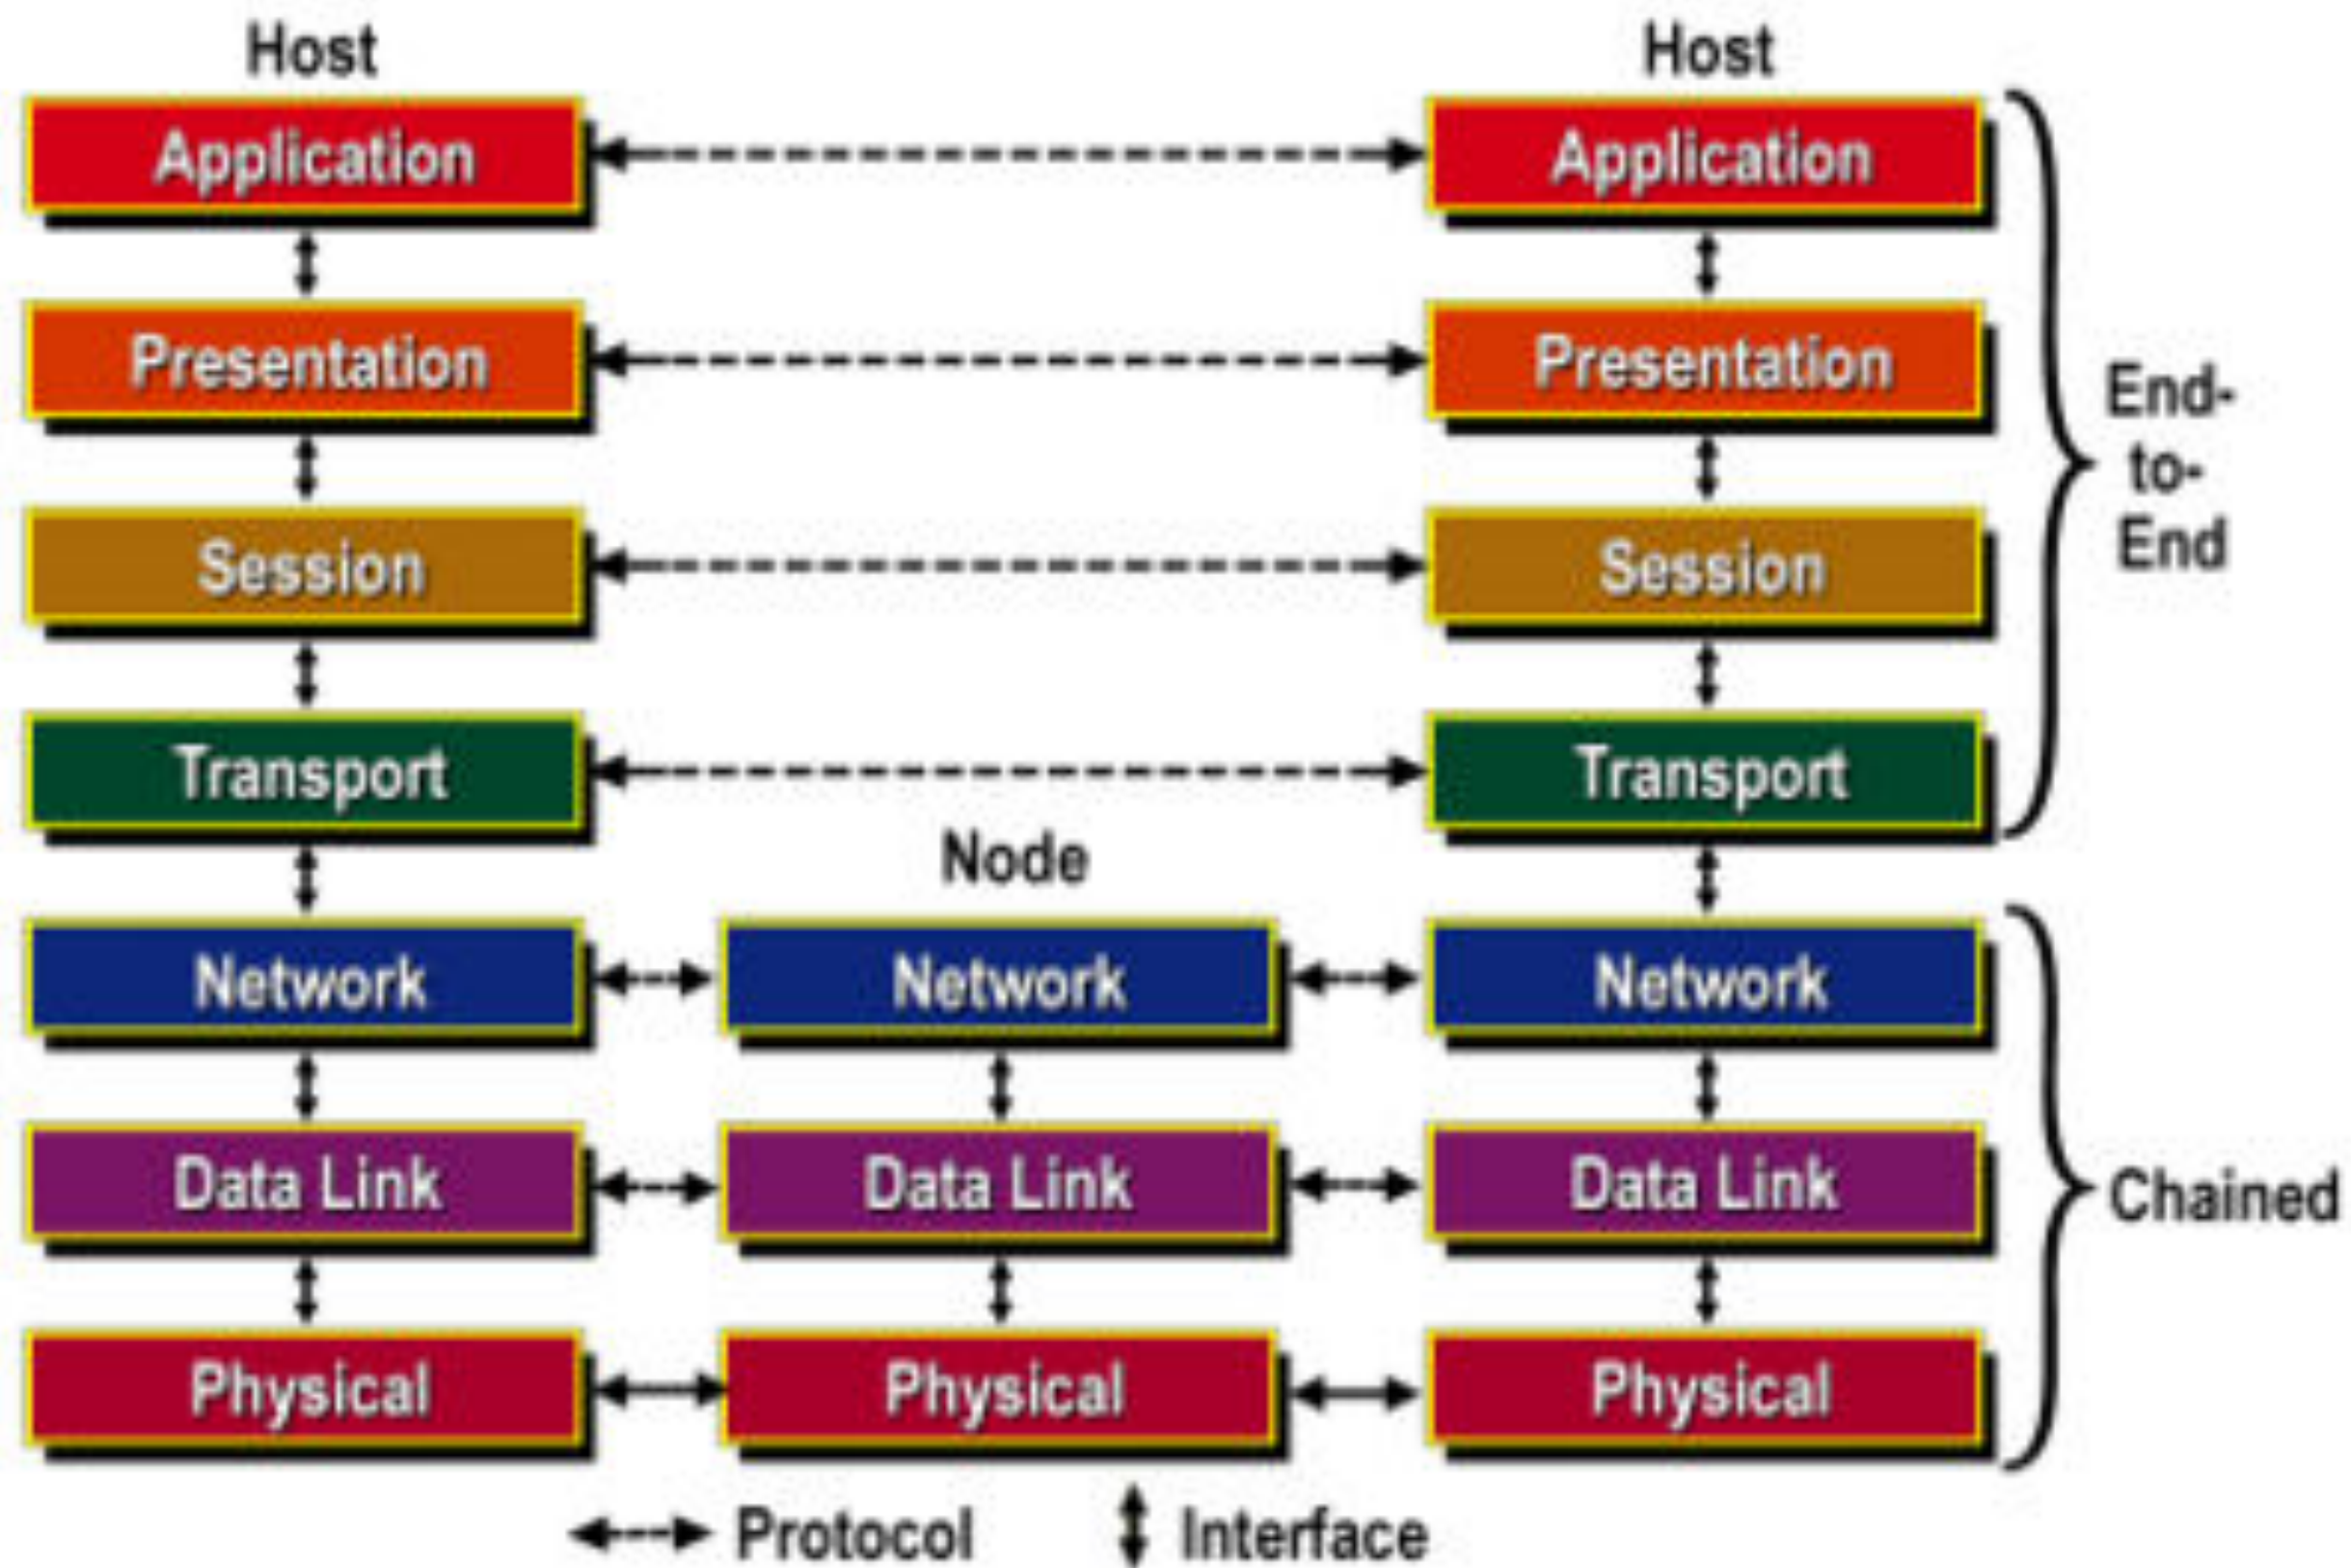 Host Host
Application Application
Presentation Presentation
End-
to-
End
Session Session
Transport Transport
Node
Network Network Network
Data Link Data Link Data Link
Chained
Physical Physical Physical
Protocol Interface